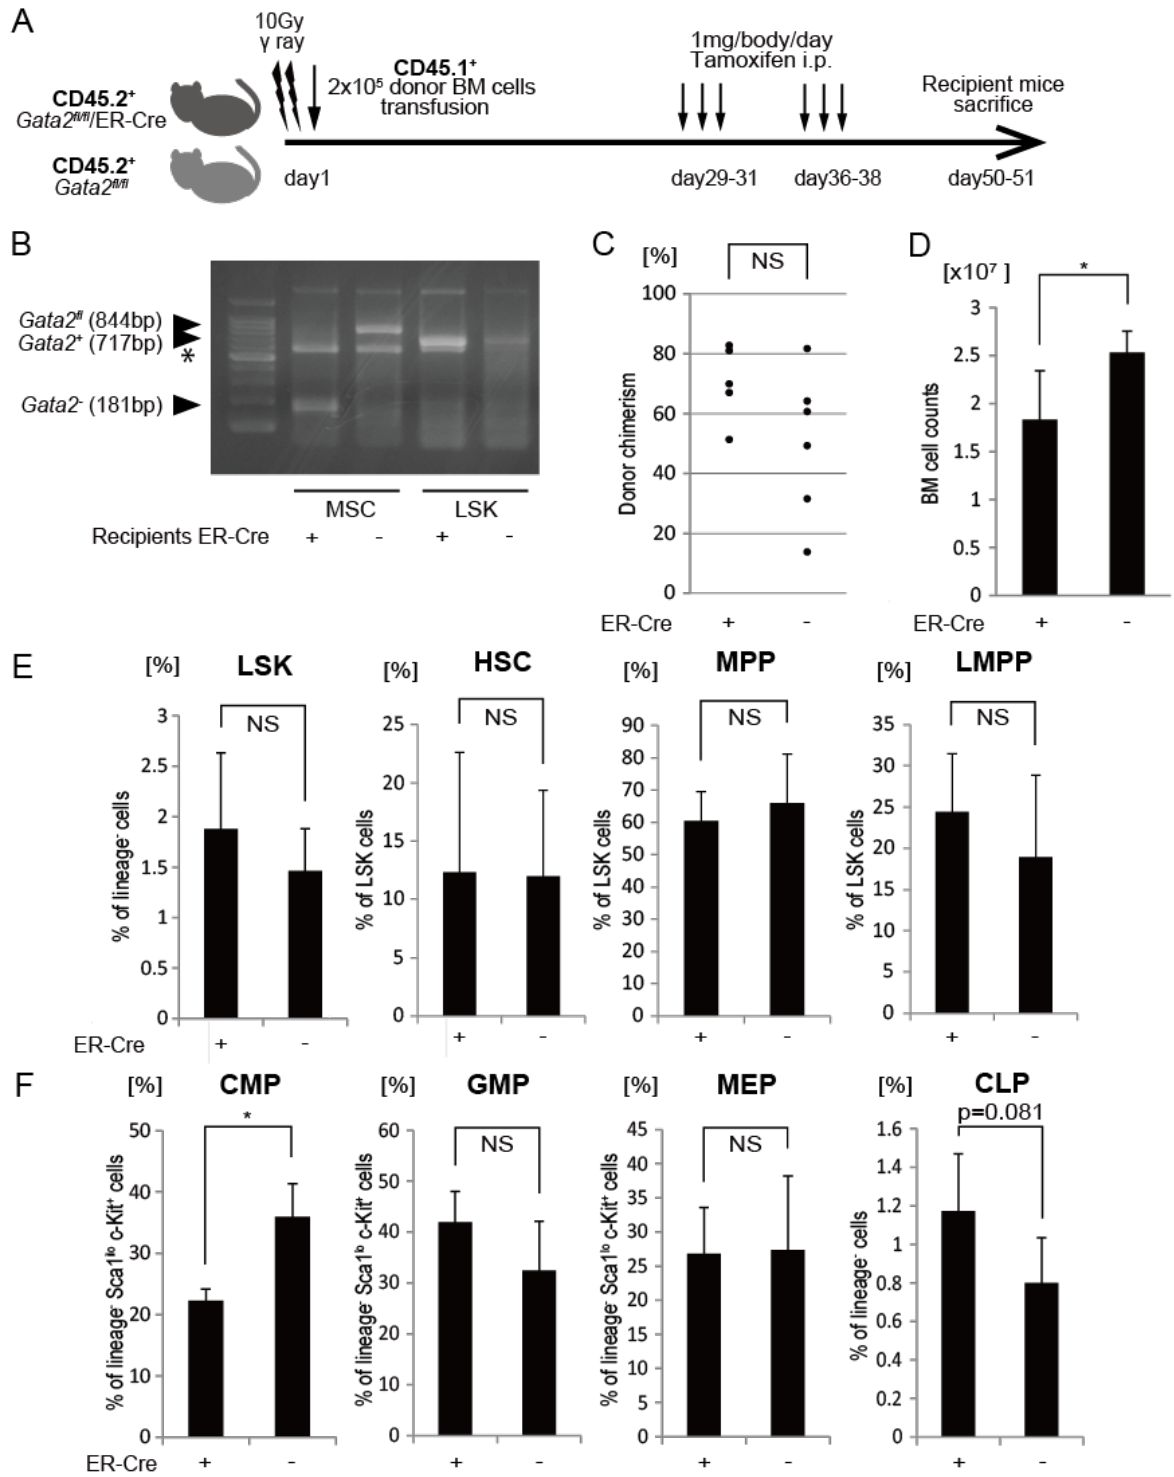 A
10Gy
γ ray
CD45.1⁺
2x10⁵ donor BM cells
transfusion
1mg/body/day
Tamoxifen i.p.
Recipient mice
sacrifice
CD45.2⁺
Gata2ᶠˡ/ᶠˡ/ER-Cre
CD45.2⁺
Gata2ᶠˡ/ᶠˡ
day1
day29-31
day36-38
day50-51
B
Gata2ᶠˡ (844bp)
Gata2⁺ (717bp)
*
Gata2⁻ (181bp)
MSC
LSK
Recipients ER-Cre + - + -
C
[%]
NS
Donor chimerism
100
80
60
40
20
0
ER-Cre + -
D
[x10⁷ ]
*
BM cell counts
3
2.5
2
1.5
1
0.5
0
ER-Cre + -
E
[%]
LSK
NS
% of lineage⁻ cells
3
2.5
2
1.5
1
0.5
0
ER-Cre + -
[%]
HSC
NS
% of LSK cells
25
20
15
10
5
0
+ -
[%]
MPP
NS
% of LSK cells
90
80
70
60
50
40
30
20
10
0
+ -
[%]
LMPP
NS
% of LSK cells
35
30
25
20
15
10
5
0
+ -
F
[%]
CMP
*
% of lineage⁻ Sca1ˡᵒ c-Kit⁺ cells
50
40
30
20
10
0
ER-Cre + -
[%]
GMP
NS
% of lineage⁻ Sca1ˡᵒ c-Kit⁺ cells
60
50
40
30
20
10
0
+ -
[%]
MEP
NS
% of lineage⁻ Sca1ˡᵒ c-Kit⁺ cells
45
40
35
30
25
20
15
10
5
0
+ -
[%]
CLP
p=0.081
% of lineage⁻ cells
1.6
1.4
1.2
1
0.8
0.6
0.4
0.2
0
+ -